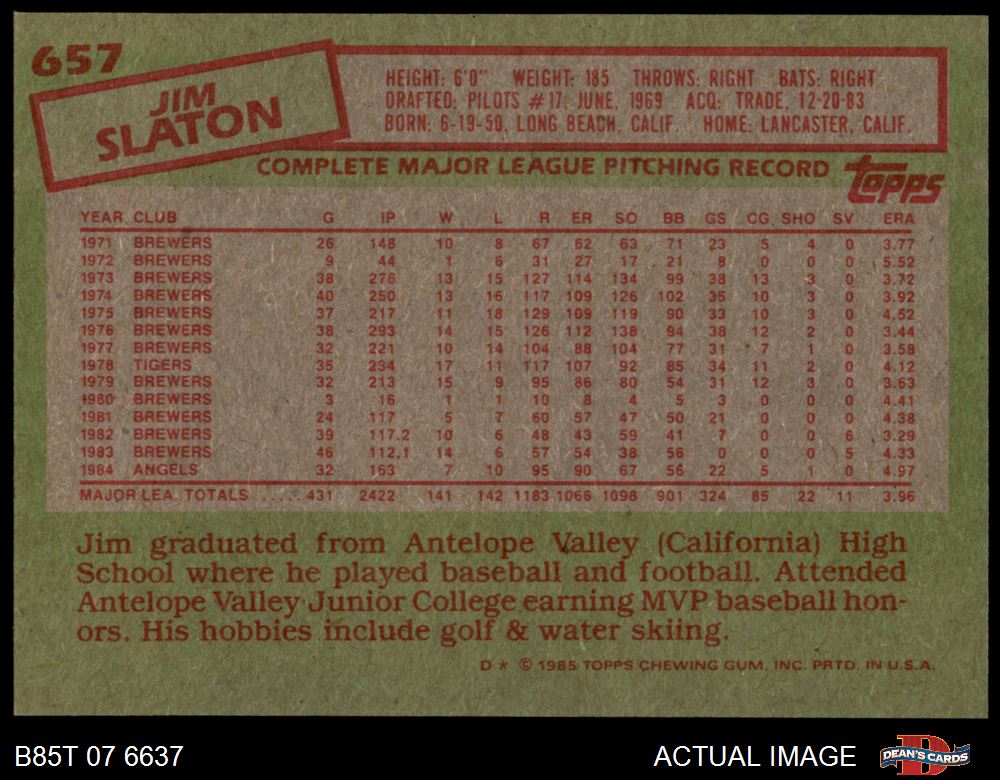 657
JIM
SLATON
HEIGHT: 6'0" WEIGHT: 185 THROWS: RIGHT BATS: RIGHT
DRAFTED: PILOTS #17, JUNE, 1969 ACQ: TRADE, 12-20-83
BORN: 6-19-50, LONG BEACH, CALIF. HOME: LANCASTER, CALIF.
COMPLETE MAJOR LEAGUE PITCHING RECORD
Topps
YEAR CLUB G IP W L R ER SO BB GS CG SHO SV ERA
1971 BREWERS 26 148 10 8 67 62 63 71 23 5 4 0 3.77
1972 BREWERS 9 44 1 6 31 27 17 21 8 0 0 0 5.52
1973 BREWERS 38 276 13 15 127 114 134 99 38 13 3 0 3.72
1974 BREWERS 40 250 13 16 117 109 126 102 35 10 3 0 3.92
1975 BREWERS 37 217 11 18 129 109 119 90 33 10 3 0 4.52
1976 BREWERS 38 293 14 15 126 112 138 94 38 12 2 0 3.44
1977 BREWERS 32 221 10 14 104 88 104 77 31 7 1 0 3.58
1978 TIGERS 35 234 17 11 117 107 92 85 34 11 2 0 4.12
1979 BREWERS 32 213 15 9 95 86 80 54 31 12 3 0 3.63
1980 BREWERS 3 16 1 1 10 8 4 5 3 0 0 0 4.41
1981 BREWERS 24 117 5 7 60 57 47 50 21 0 0 0 4.38
1982 BREWERS 39 117.2 10 6 48 43 59 41 7 0 0 6 3.29
1983 BREWERS 46 112.1 14 6 57 54 38 56 0 0 0 5 4.33
1984 ANGELS 32 163 7 10 95 90 67 56 22 5 1 0 4.97
MAJOR LEA. TOTALS ..... 431 2422 141 142 1183 1066 1098 901 324 85 22 11 3.96
Jim graduated from Antelope Valley (California) High
School where he played baseball and football. Attended
Antelope Valley Junior College earning MVP baseball hon-
ors. His hobbies include golf & water skiing.
D * © 1985 TOPPS CHEWING GUM, INC. PRTD. IN U.S.A.
B85T 07 6637
ACTUAL IMAGE
DEAN'S CARDS